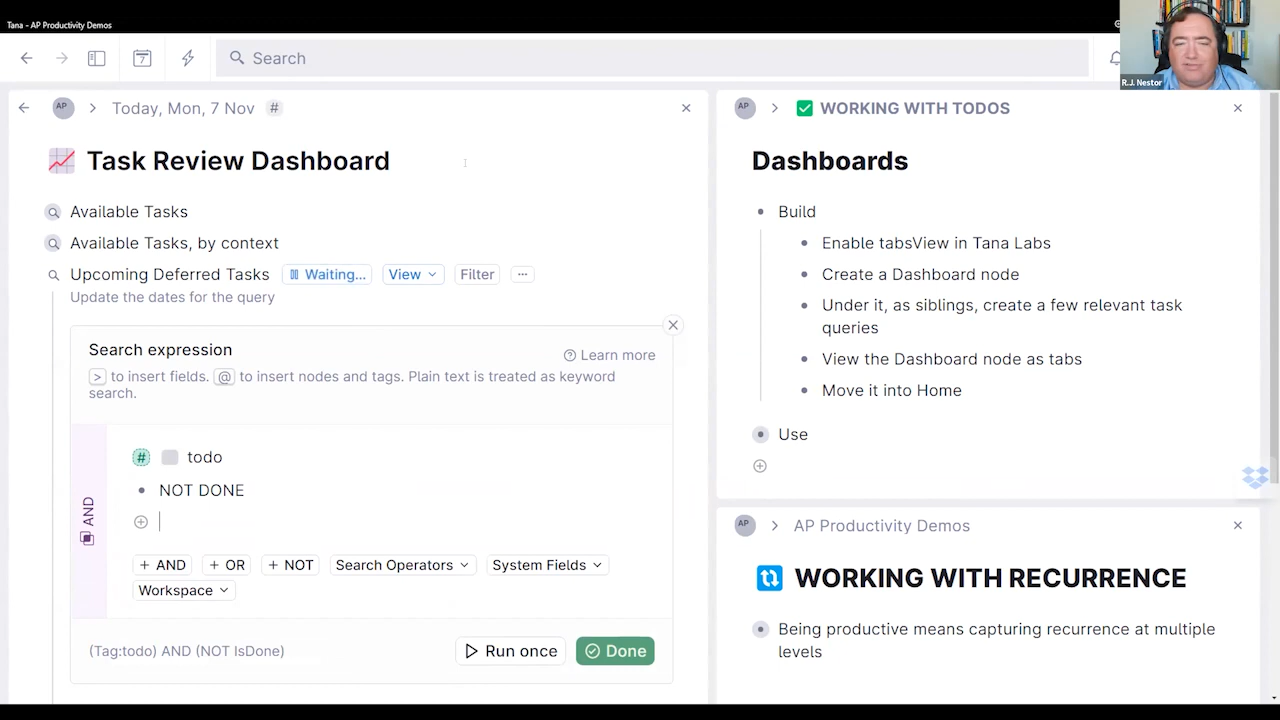 Tana - AP Productivity Demos
7
Search
R.J. Nestor
AP
Today, Mon, 7 Nov #
Task Review Dashboard
Available Tasks
Available Tasks, by context
Upcoming Deferred Tasks Waiting... View Filter ...
Update the dates for the query
Search expression
Learn more
> to insert fields. @ to insert nodes and tags. Plain text is treated as keyword
search.
AND
# todo
NOT DONE
+ AND + OR + NOT Search Operators System Fields
Workspace
(Tag:todo) AND (NOT IsDone)
Run once Done
AP
WORKING WITH TODOS
Dashboards
Build
Enable tabsView in Tana Labs
Create a Dashboard node
Under it, as siblings, create a few relevant task
queries
View the Dashboard node as tabs
Move it into Home
Use
AP
AP Productivity Demos
WORKING WITH RECURRENCE
Being productive means capturing recurrence at multiple
levels